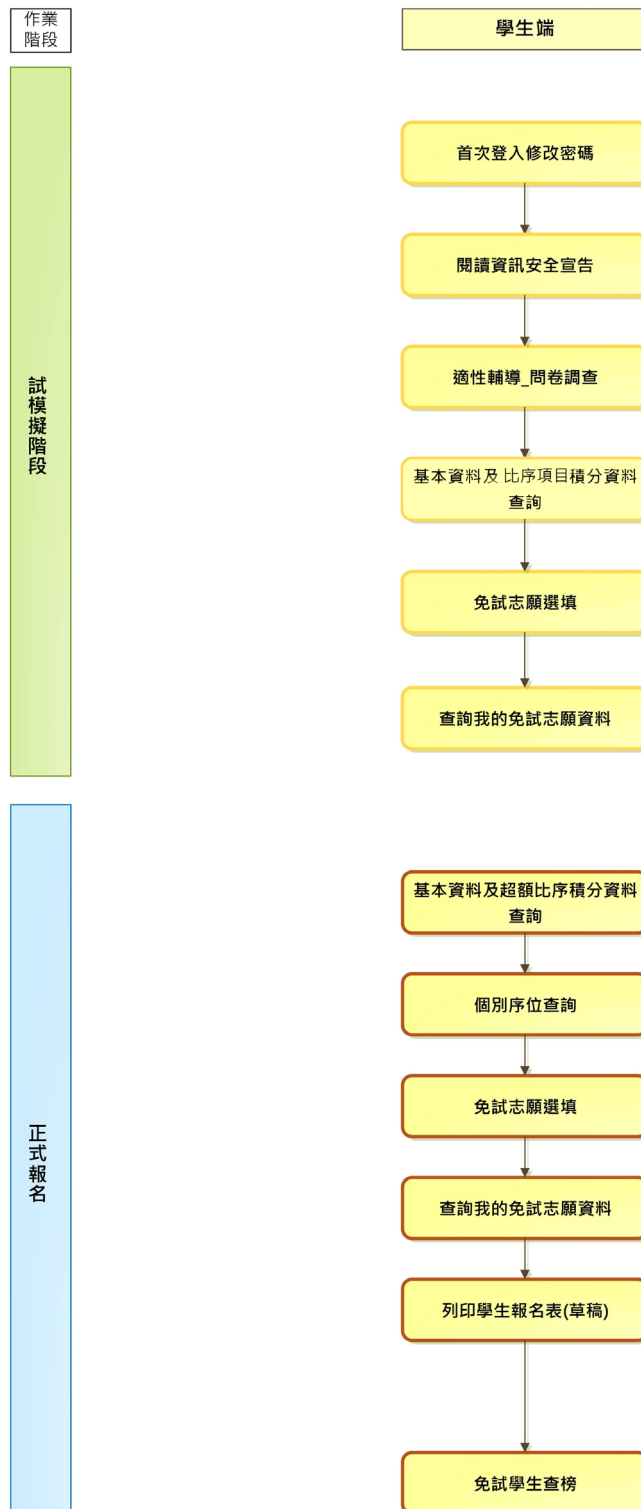 作業
階段
學生端
試模擬階段
首次登入修改密碼
閱讀資訊安全宣告
適性輔導_問卷調查
基本資料及 比序項目積分資料
查詢
免試志願選填
查詢我的免試志願資料
正式報名
基本資料及超額比序積分資料
查詢
個別序位查詢
免試志願選填
查詢我的免試志願資料
列印學生報名表(草稿)
免試學生查榜